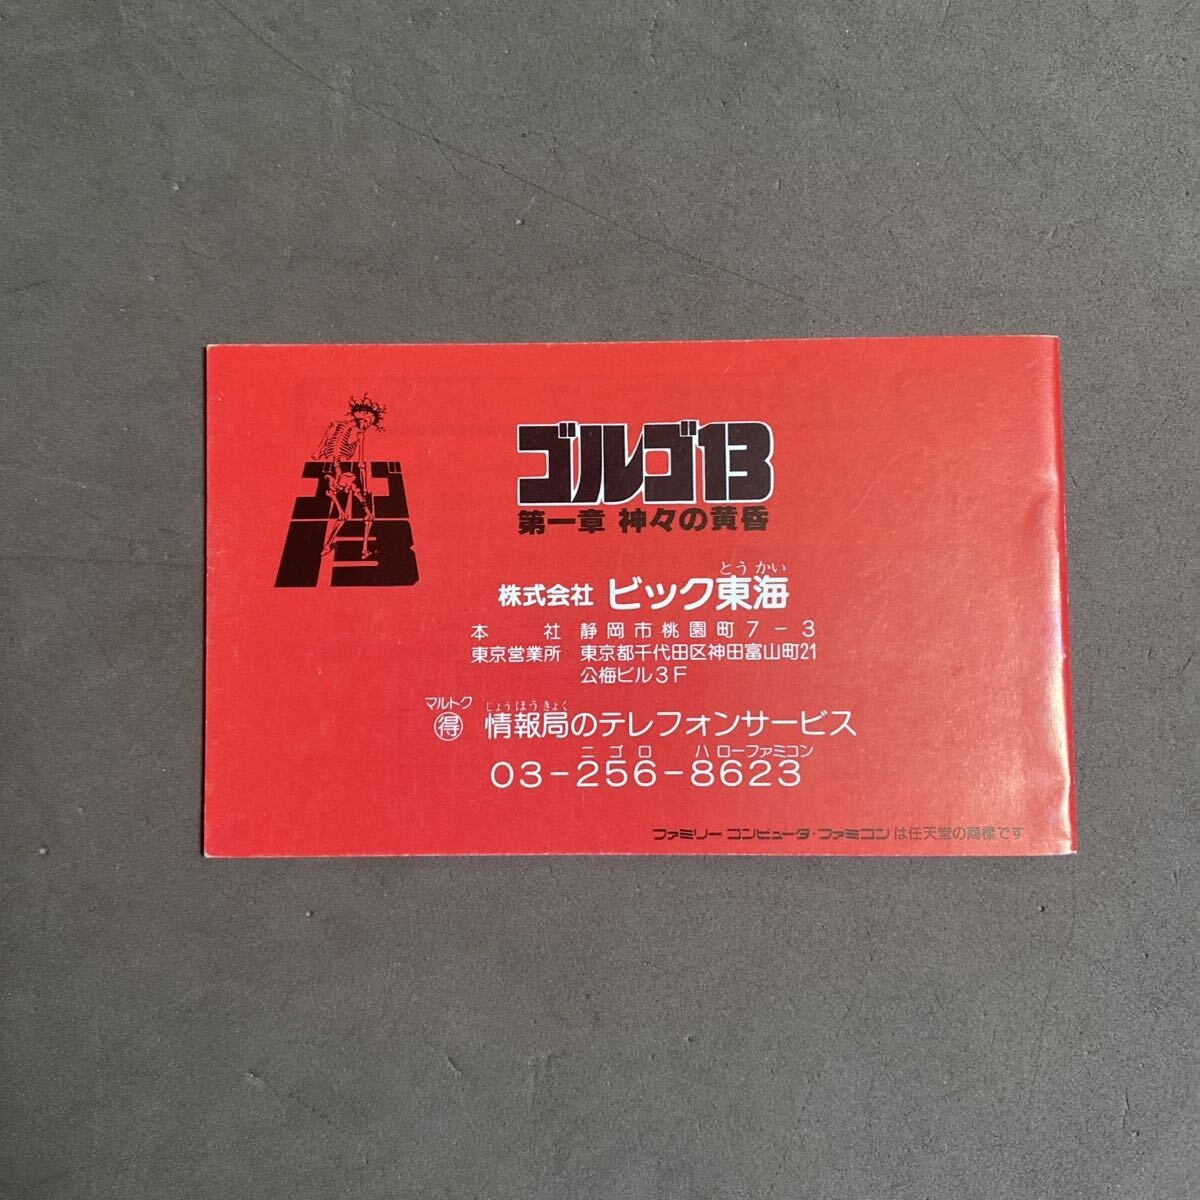 ゴルゴ
13
ゴルゴ13
第一章 神々の黄昏
とうかい
株式会社 ビック東海
本社 静岡市桃園町7-3
東京営業所 東京都千代田区神田富山町21
公梅ビル3F
マルトク じょうほうきょく
㊝ 情報局のテレフォンサービス
ニゴロ ハローファミコン
03-256-8623
ファミリーコンピュータ・ファミコンは任天堂の商標です